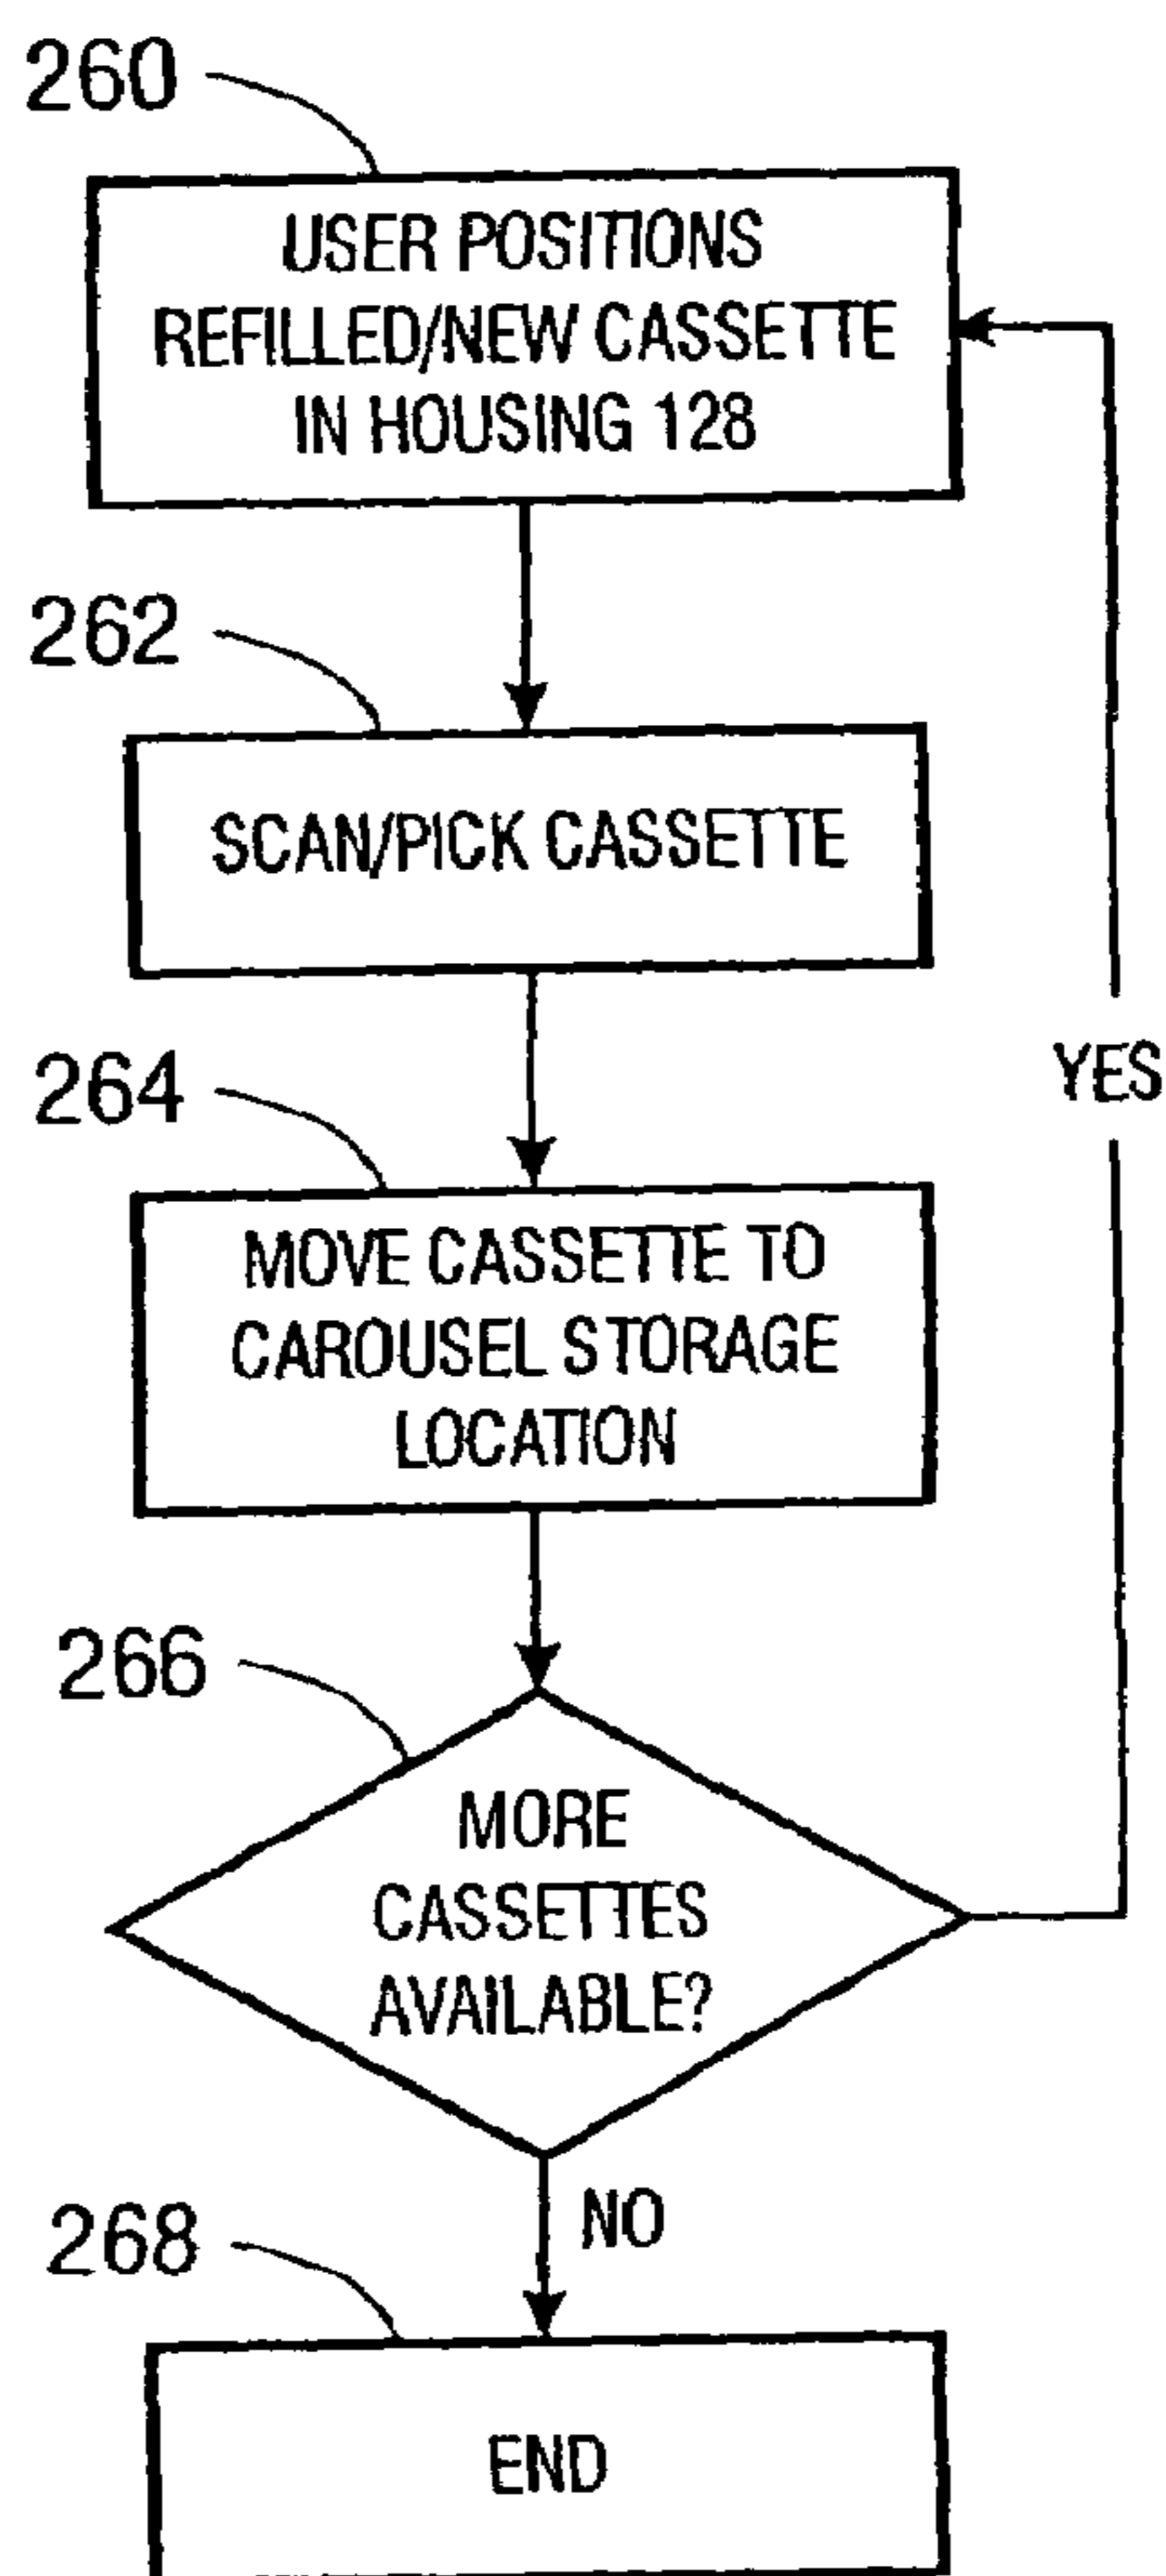 260
USER POSITIONS
REFILLED/NEW CASSETTE
IN HOUSING 128
262
SCAN/PICK CASSETTE
264
YES
MOVE CASSETTE TO
CAROUSEL STORAGE
LOCATION
266
MORE
CASSETTES
AVAILABLE?
NO
268
END